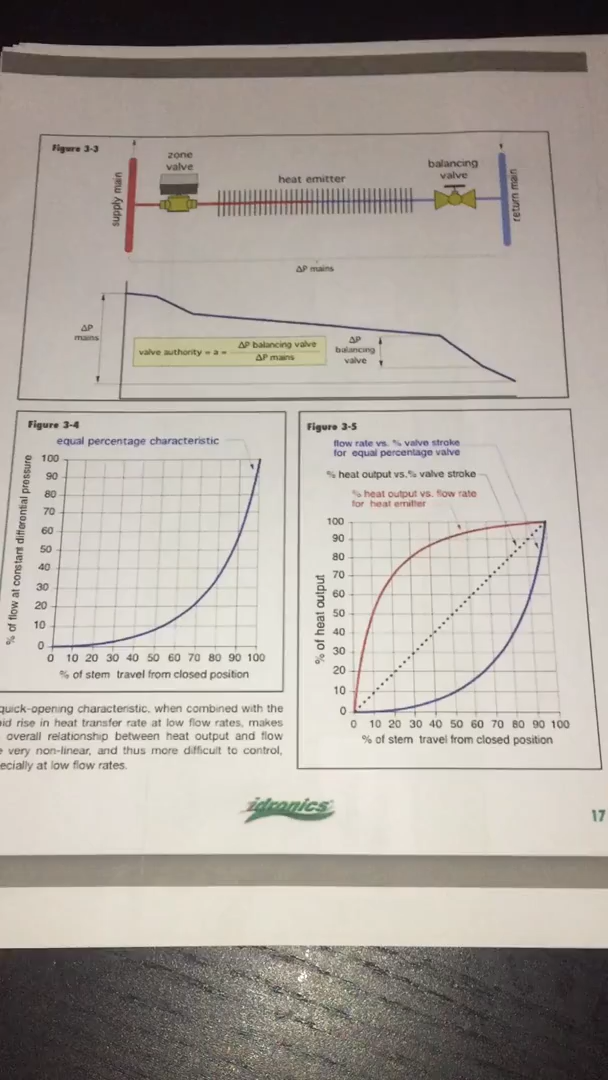 Figure 3-3
zone
valve
balancing
valve
heat emitter
supply main
return main
ΔP mains
ΔP
mains
valve authority = a = ΔP balancing valve
ΔP mains
ΔP
balancing
valve
Figure 3-4
equal percentage characteristic
% of flow at constant differential pressure
100
90
80
70
60
50
40
30
20
10
0
0 10 20 30 40 50 60 70 80 90 100
% of stem travel from closed position
Figure 3-5
flow rate vs. % valve stroke
for equal percentage valve
% heat output vs.% valve stroke
% heat output vs. flow rate
for heat emitter
% of heat output
100
90
80
70
60
50
40
30
20
10
0
0 10 20 30 40 50 60 70 80 90 100
% of stem travel from closed position
quick-opening characteristic, when combined with the
rise in heat transfer rate at low flow rates, makes
overall relationship between heat output and flow
very non-linear, and thus more difficult to control,
ecially at low flow rates.
idronics
17